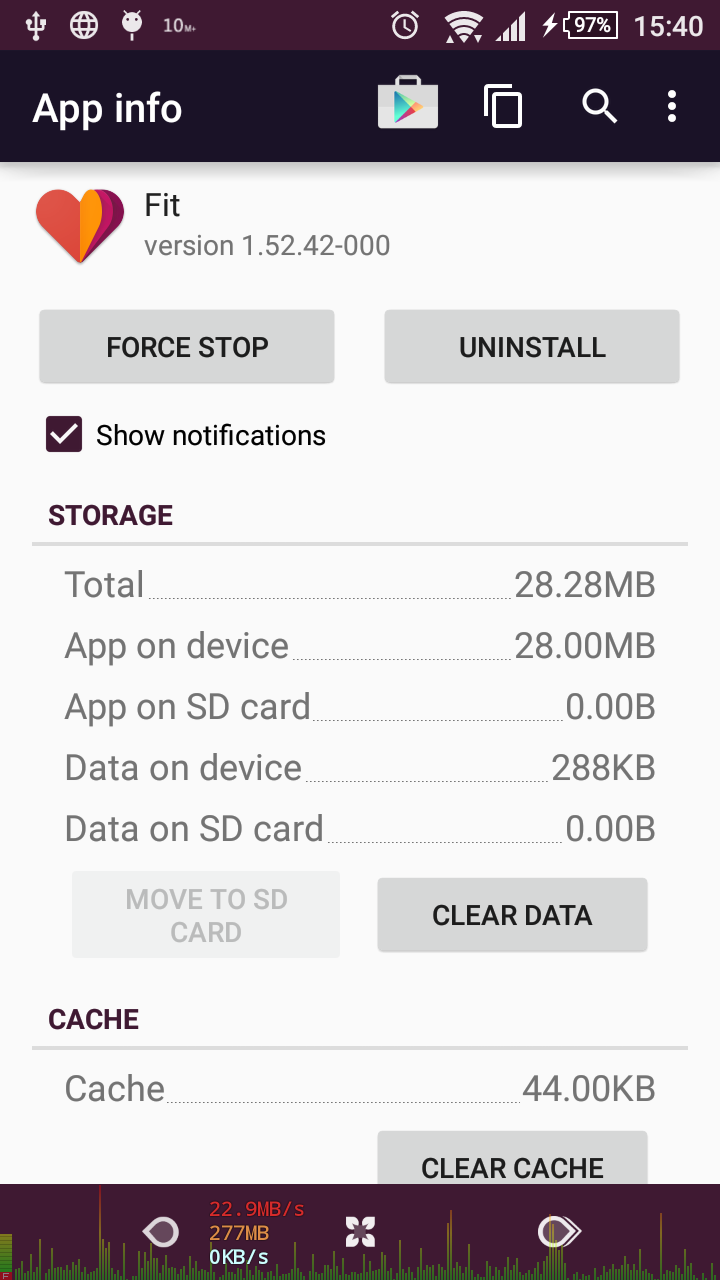 10M+
97%
15:40
App info
Fit
version 1.52.42-000
FORCE STOP
UNINSTALL
Show notifications
STORAGE
Total 28.28MB
App on device 28.00MB
App on SD card 0.00B
Data on device 288KB
Data on SD card 0.00B
MOVE TO SD
CARD
CLEAR DATA
CACHE
Cache 44.00KB
CLEAR CACHE
22.9MB/s
277MB
0KB/s